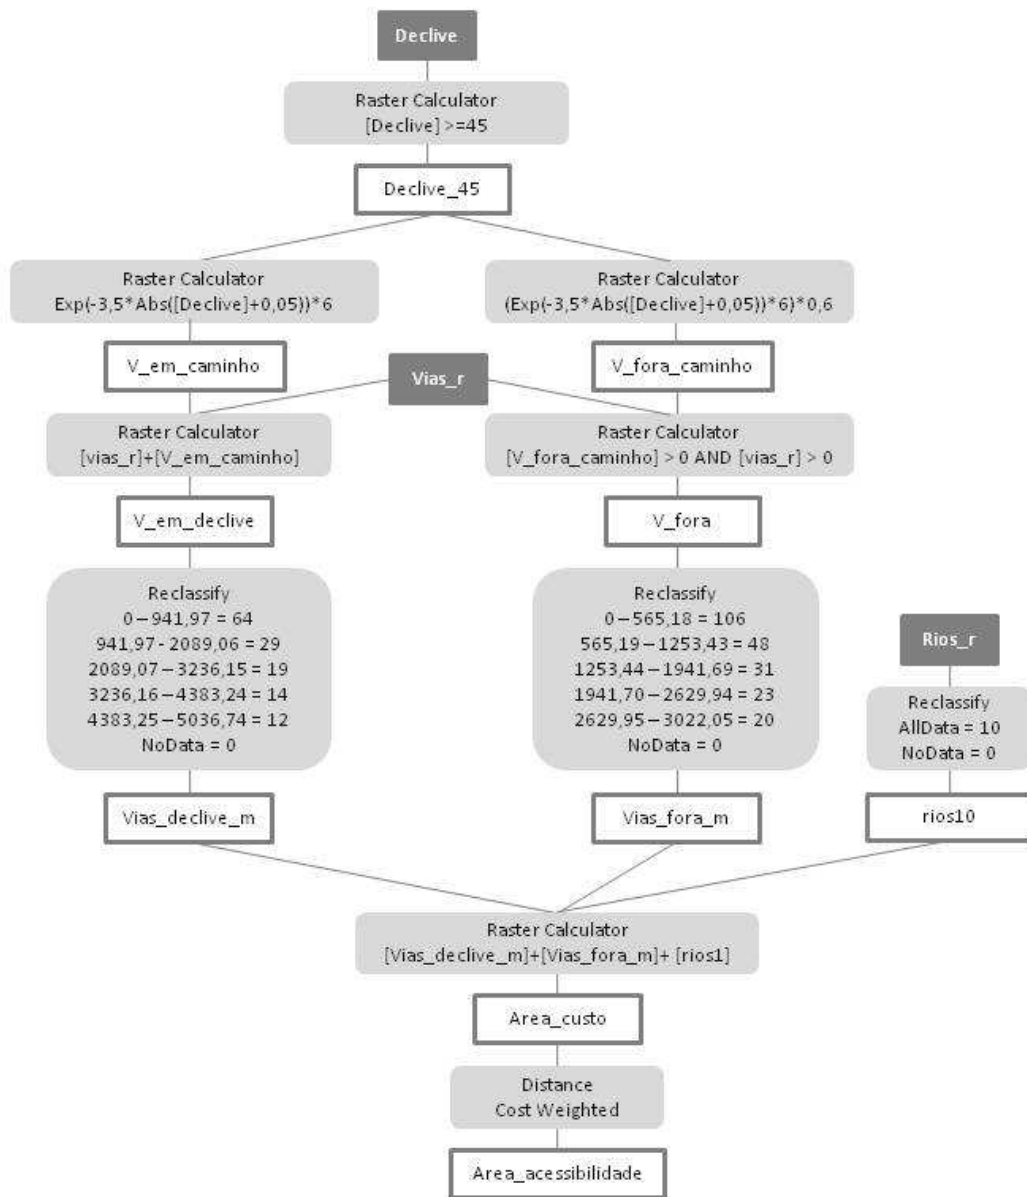 Declive
Raster Calculator
[Declive] >=45
Declive_45
Raster Calculator
Exp(-3,5*Abs([Declive]+0,05))*6
Raster Calculator
(Exp(-3,5*Abs([Declive]+0,05))*6)*0,6
V_em_caminho
Vias_r
V_fora_caminho
Raster Calculator
[vias_r]+[V_em_caminho]
Raster Calculator
[V_fora_caminho] > 0 AND [vias_r] > 0
V_em_declive
V_fora
Reclassify
0–941,97 = 64
941,97- 2089,06 = 29
2089,07–3236,15 = 19
3236,16–4383,24 = 14
4383,25–5036,74 = 12
NoData = 0
Reclassify
0–565,18 = 106
565,19–1253,43 = 48
1253,44–1941,69 = 31
1941,70–2629,94 = 23
2629,95–3022,05 = 20
NoData = 0
Rios_r
Reclassify
AllData = 10
NoData = 0
Vias_declive_m
Vias_fora_m
rios10
Raster Calculator
[Vias_declive_m]+[Vias_fora_m]+ [rios1]
Area_custo
Distance
Cost Weighted
Area_acessibilidade